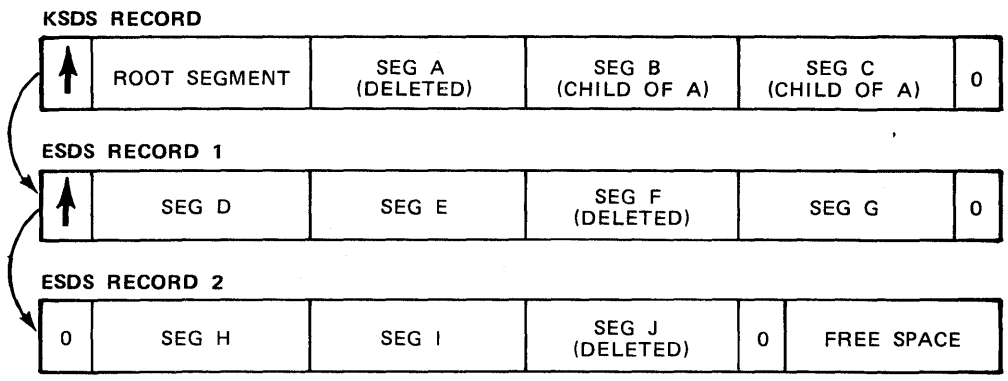 KSDS RECORD
ROOT SEGMENT
SEG A
(DELETED)
SEG B
(CHILD OF A)
SEG C
(CHILD OF A)
0
ESDS RECORD 1
SEG D
SEG E
SEG F
(DELETED)
SEG G
0
ESDS RECORD 2
0
SEG H
SEG I
SEG J
(DELETED)
0
FREE SPACE